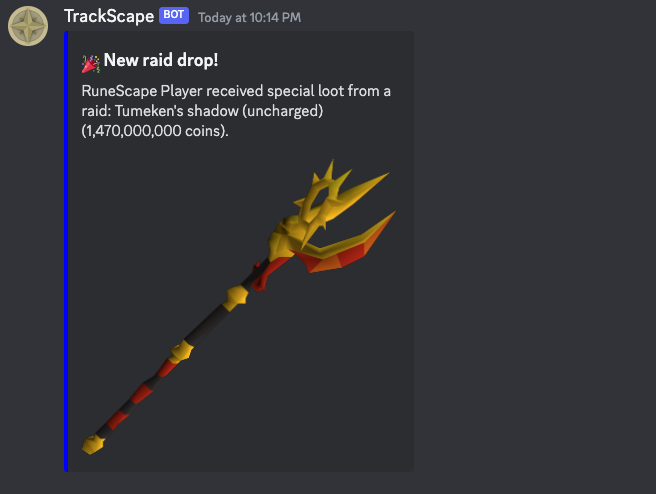 TrackScape BOT Today at 10:14 PM
New raid drop!
RuneScape Player received special loot from a
raid: Tumeken's shadow (uncharged)
(1,470,000,000 coins).